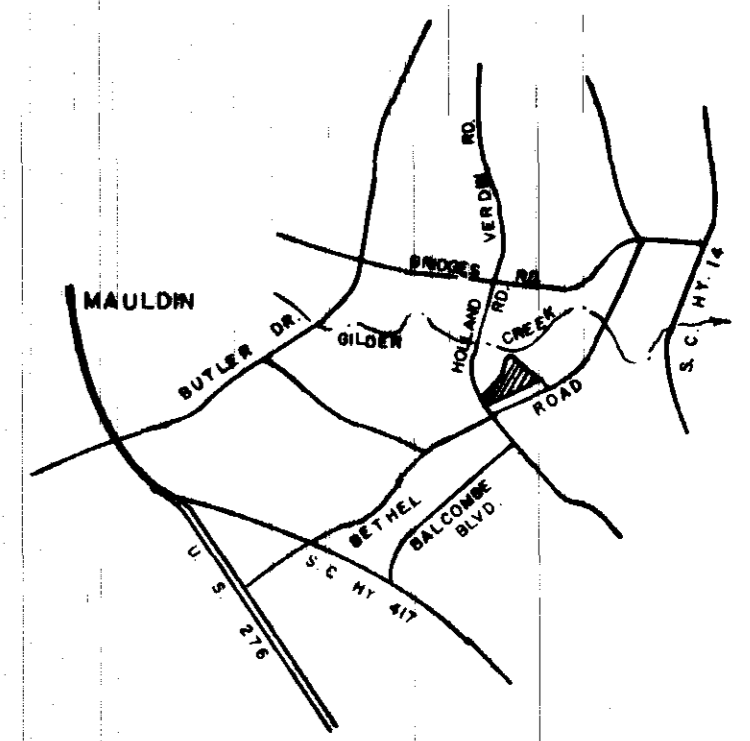 VERDIN RD.
BRIDGES RD.
MAULDIN
BUTLER DR.
GILDER CREEK
HOLLAND RD.
S. C. HY. 14
BETHEL ROAD
BALCOMBE
BLVD.
U. S. 276
S. C HY 417